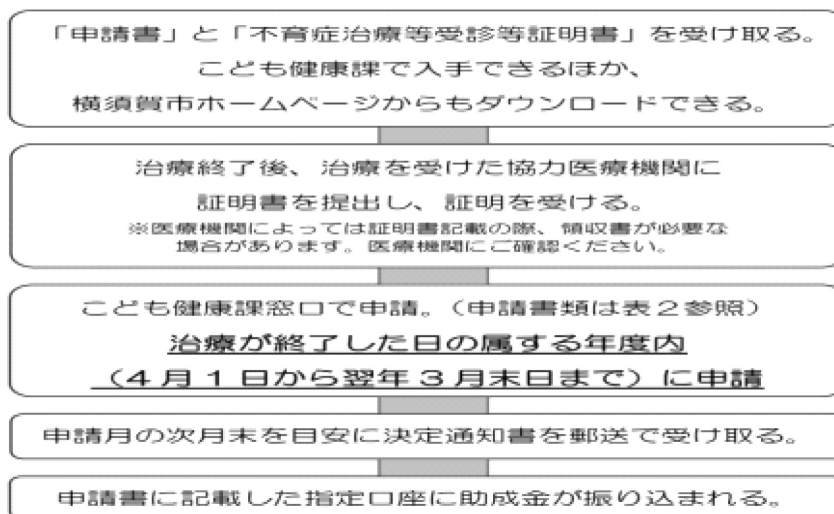 「申請書」と「不育症治療等受診等証明書」を受け取る。
こども健康課で入手できるほか、
横須賀市ホームページからもダウンロードできる。
治療終了後、治療を受けた協力医療機関に
証明書を提出し、証明を受ける。
※医療機関によっては証明書記載の際、領収書が必要な
場合があります。医療機関にご確認ください。
こども健康課窓口で申請。（申請書類は表２参照）
治療が終了した日の属する年度内
（４月１日から翌年３月末日まで）に申請
申請月の次月末を目安に決定通知書を郵送で受け取る。
申請書に記載した指定口座に助成金が振り込まれる。